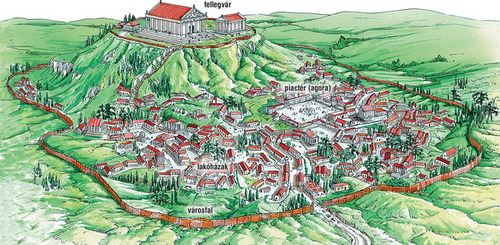 fellegvár
piactér (agora)
lakóházak
városfal